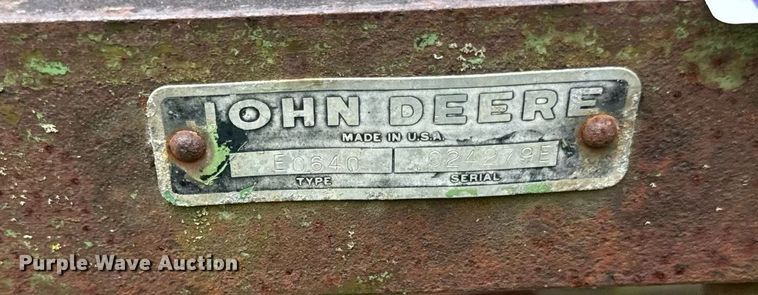 JOHN DEERE
MADE IN U.S.A.
E0640
TYPE SERIAL
Purple Wave Auction